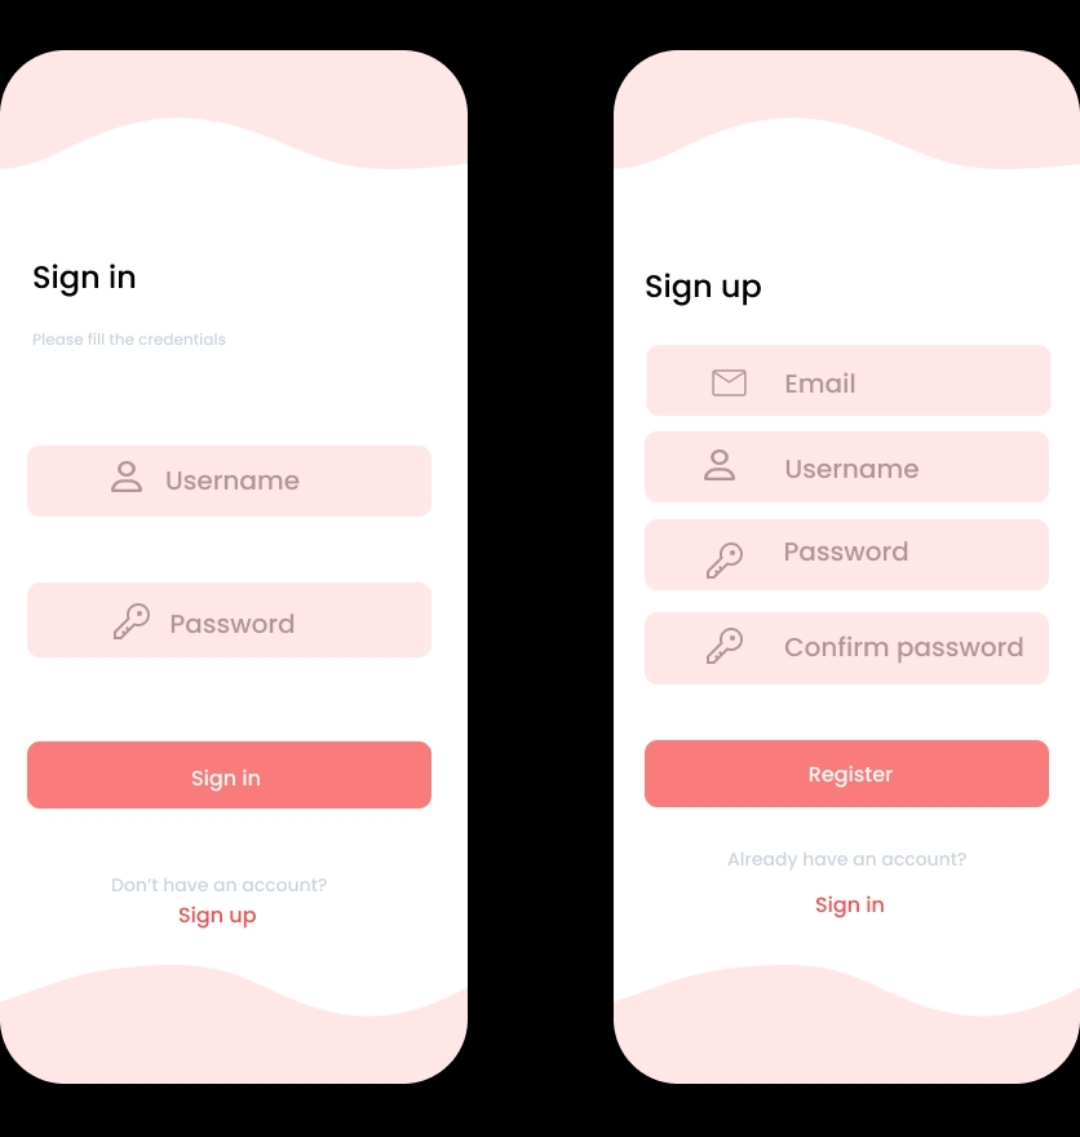 Sign in
Please fill the credentials
Username
Password
Sign in
Don’t have an account?
Sign up
Sign up
Email
Username
Password
Confirm password
Register
Already have an account?
Sign in